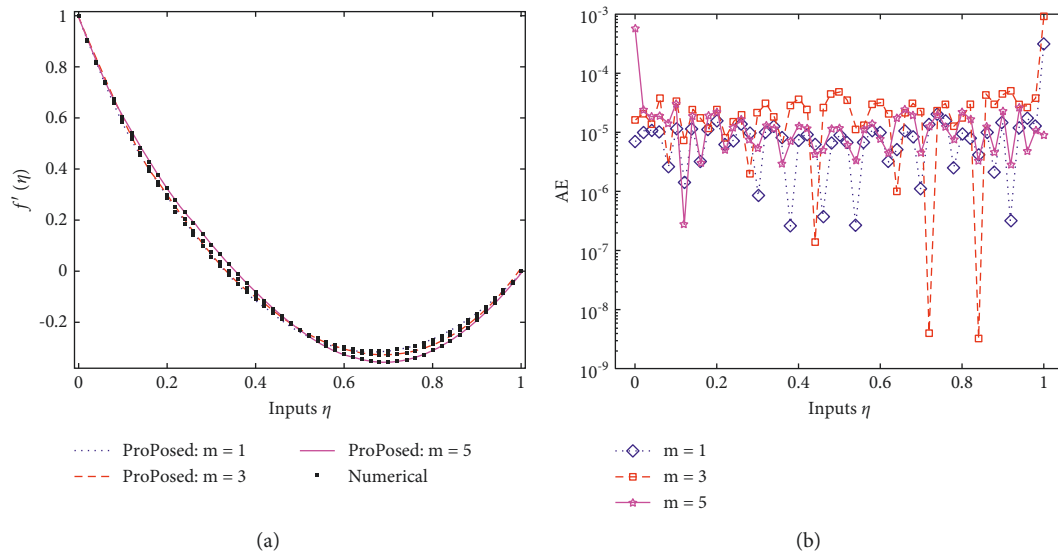 1
0.8
0.6
0.4
0.2
0
-0.2
f′ (η)
0 0.2 0.4 0.6 0.8 1
Inputs η
ProPosed: m = 1
ProPosed: m = 3
ProPosed: m = 5
Numerical
(a)
10-3
10-4
10-5
10-6
10-7
10-8
10-9
AE
0 0.2 0.4 0.6 0.8 1
Inputs η
m = 1
m = 3
m = 5
(b)